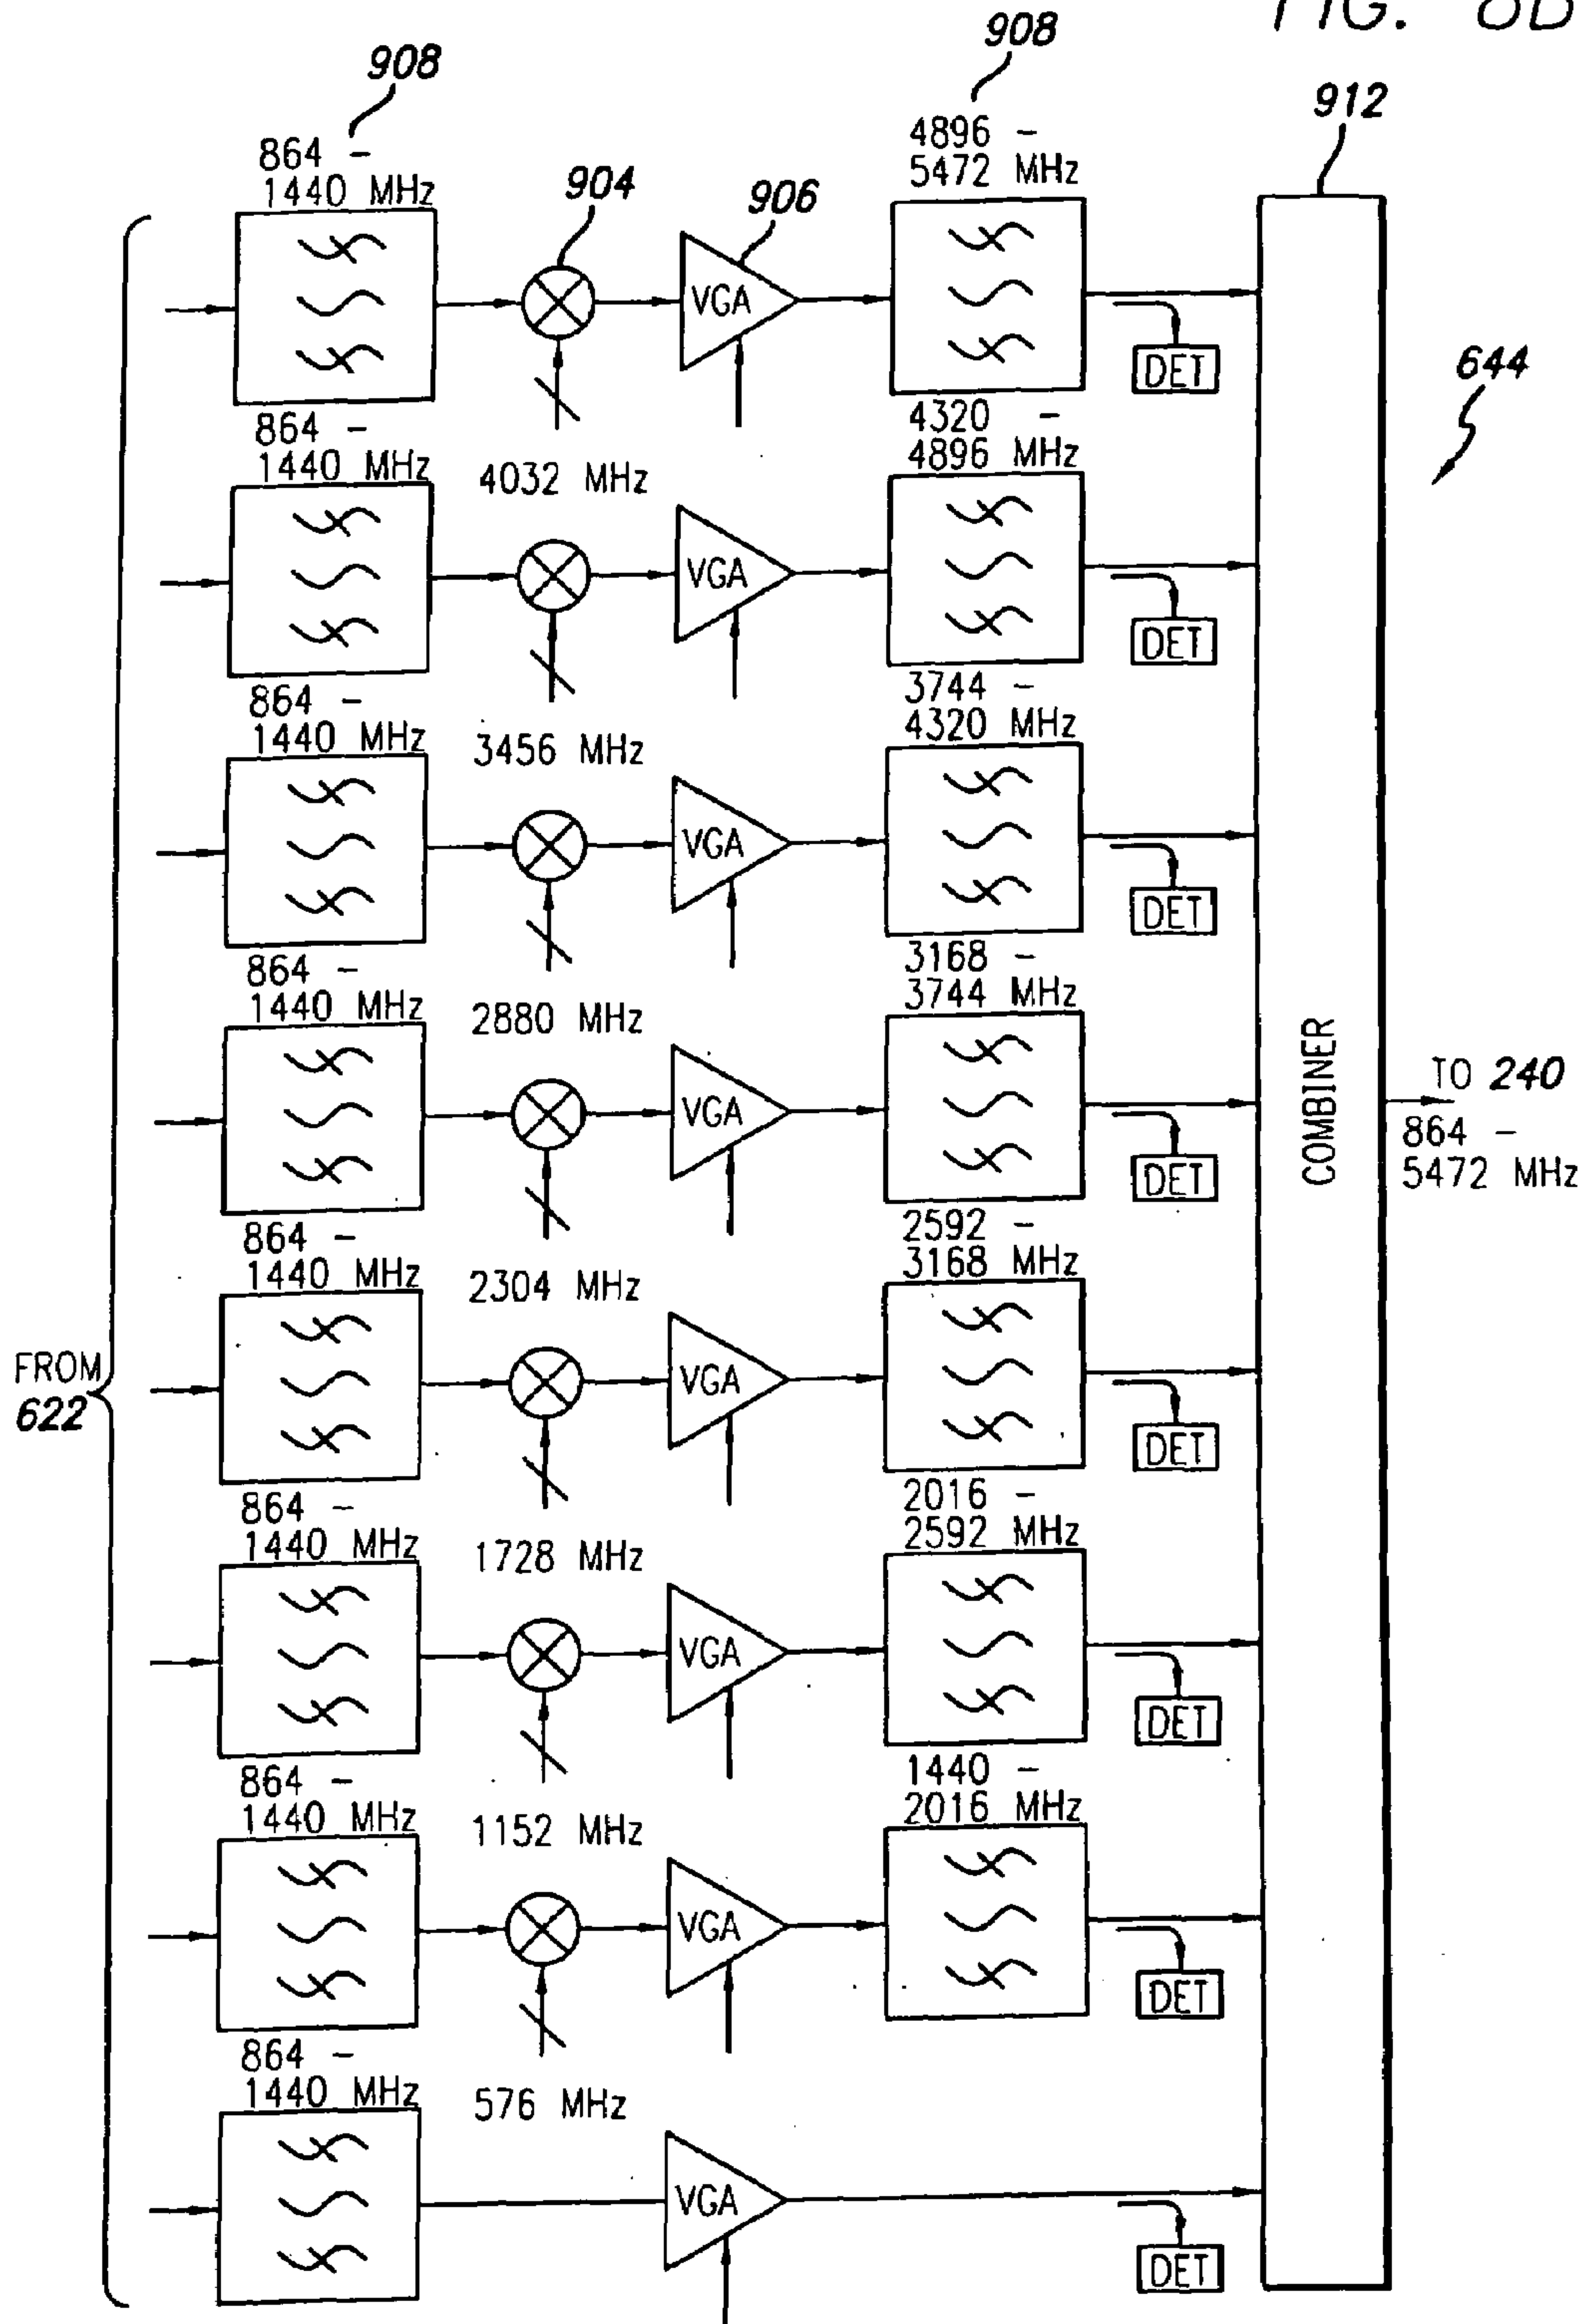 FIG. 8B
908
908
912
864 -
1440 MHz
904
906
4896 -
5472 MHz
VGA
DET
644
864 -
1440 MHz
4032 MHz
4320 -
4896 MHz
VGA
DET
864 -
1440 MHz
3456 MHz
3744 -
4320 MHz
VGA
DET
864 -
1440 MHz
2880 MHz
3168 -
3744 MHz
VGA
DET
COMBINER
TO 240
864 -
5472 MHz
864 -
1440 MHz
2304 MHz
2592 -
3168 MHz
FROM
622
VGA
DET
864 -
1440 MHz
1728 MHz
2016 -
2592 MHz
VGA
DET
864 -
1440 MHz
1152 MHz
1440 -
2016 MHz
VGA
DET
864 -
1440 MHz
576 MHz
VGA
DET